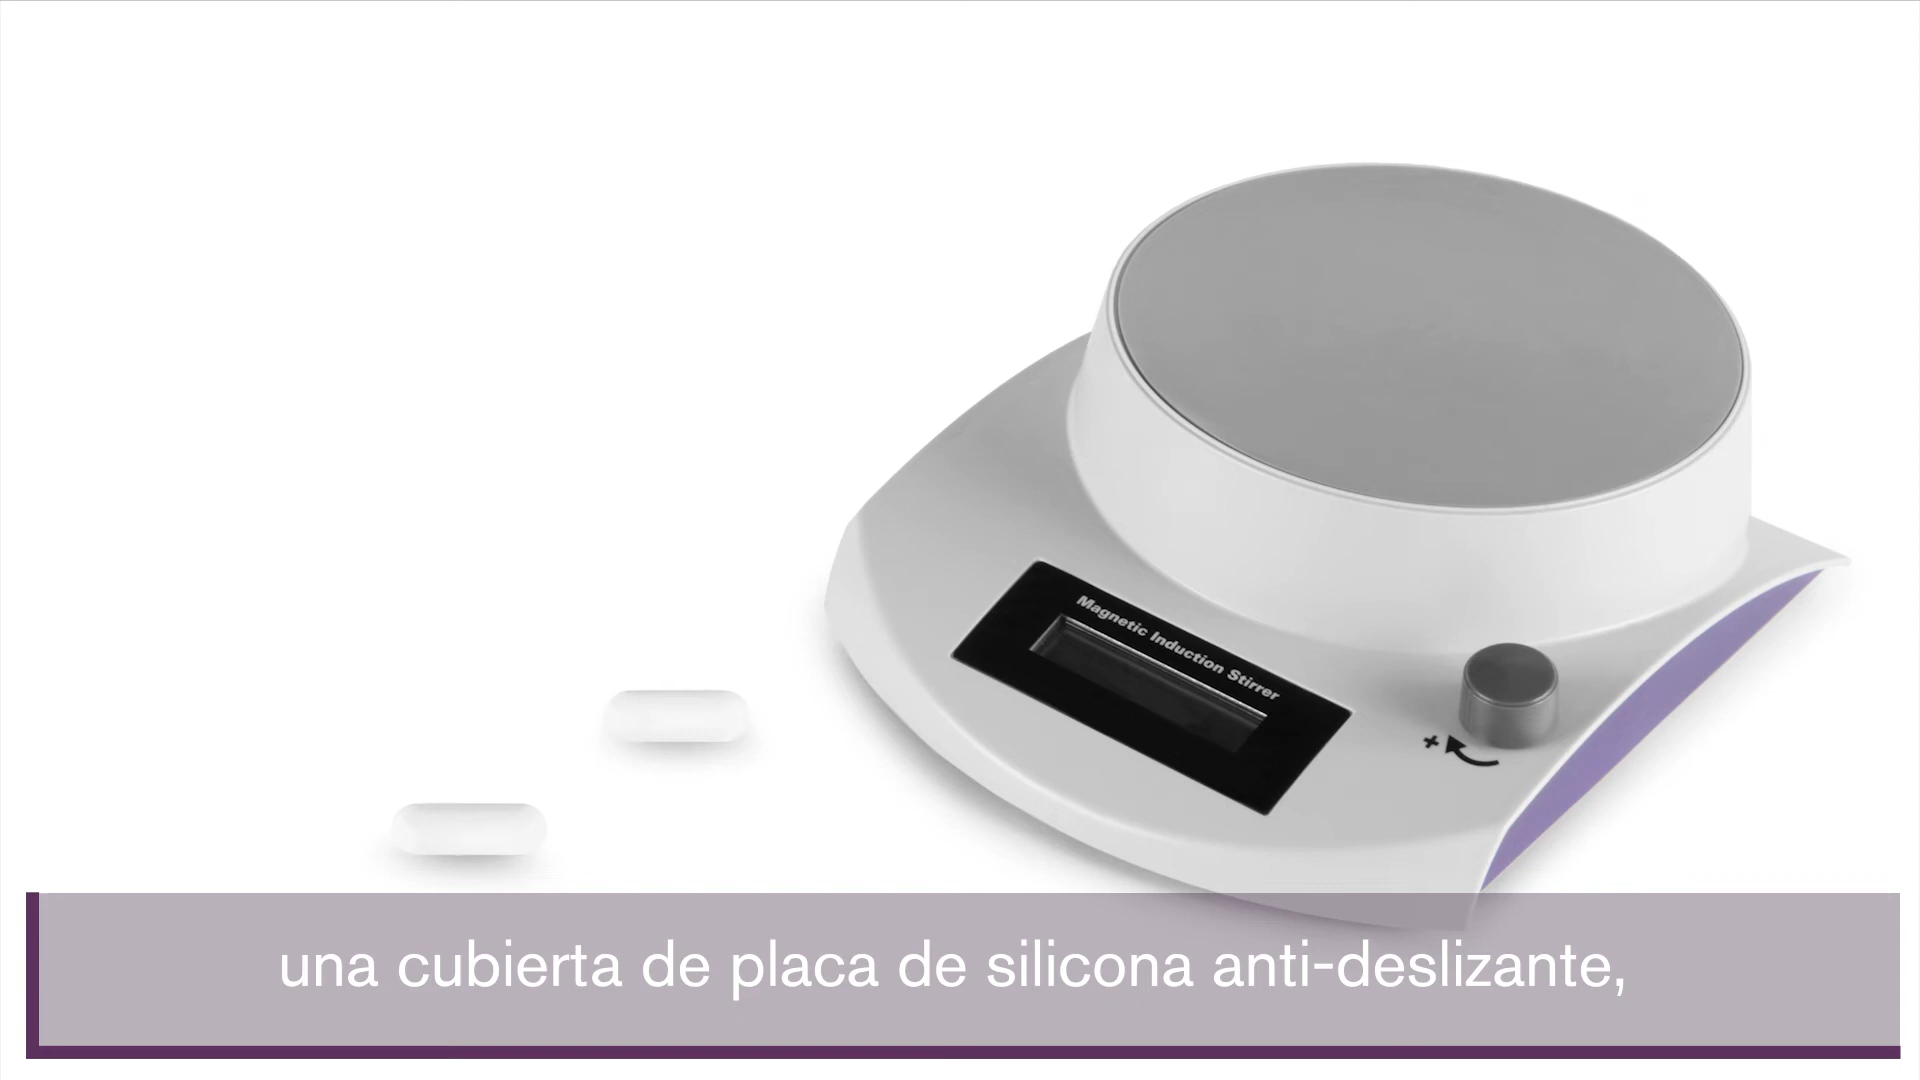 Magnetic Induction Stirrer
+
una cubierta de placa de silicona anti-deslizante,